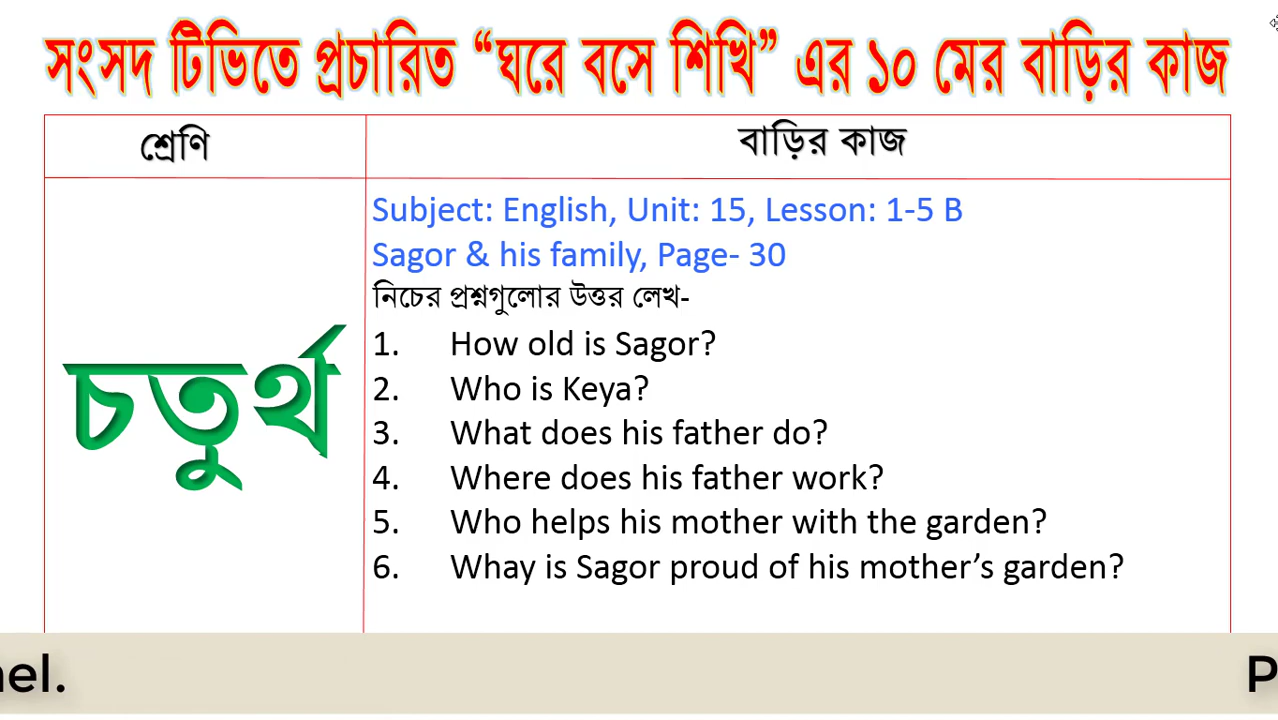 সংসদ টিভিতে প্রচারিত “ঘরে বসে শিখি” এর ১০ মের বাড়ির কাজ
শ্রেণি
বাড়ির কাজ
চতুর্থ
Subject: English, Unit: 15, Lesson: 1-5 B
Sagor & his family, Page- 30
নিচের প্রশ্নগুলোর উত্তর লেখ-
1. How old is Sagor?
2. Who is Keya?
3. What does his father do?
4. Where does his father work?
5. Who helps his mother with the garden?
6. Whay is Sagor proud of his mother’s garden?